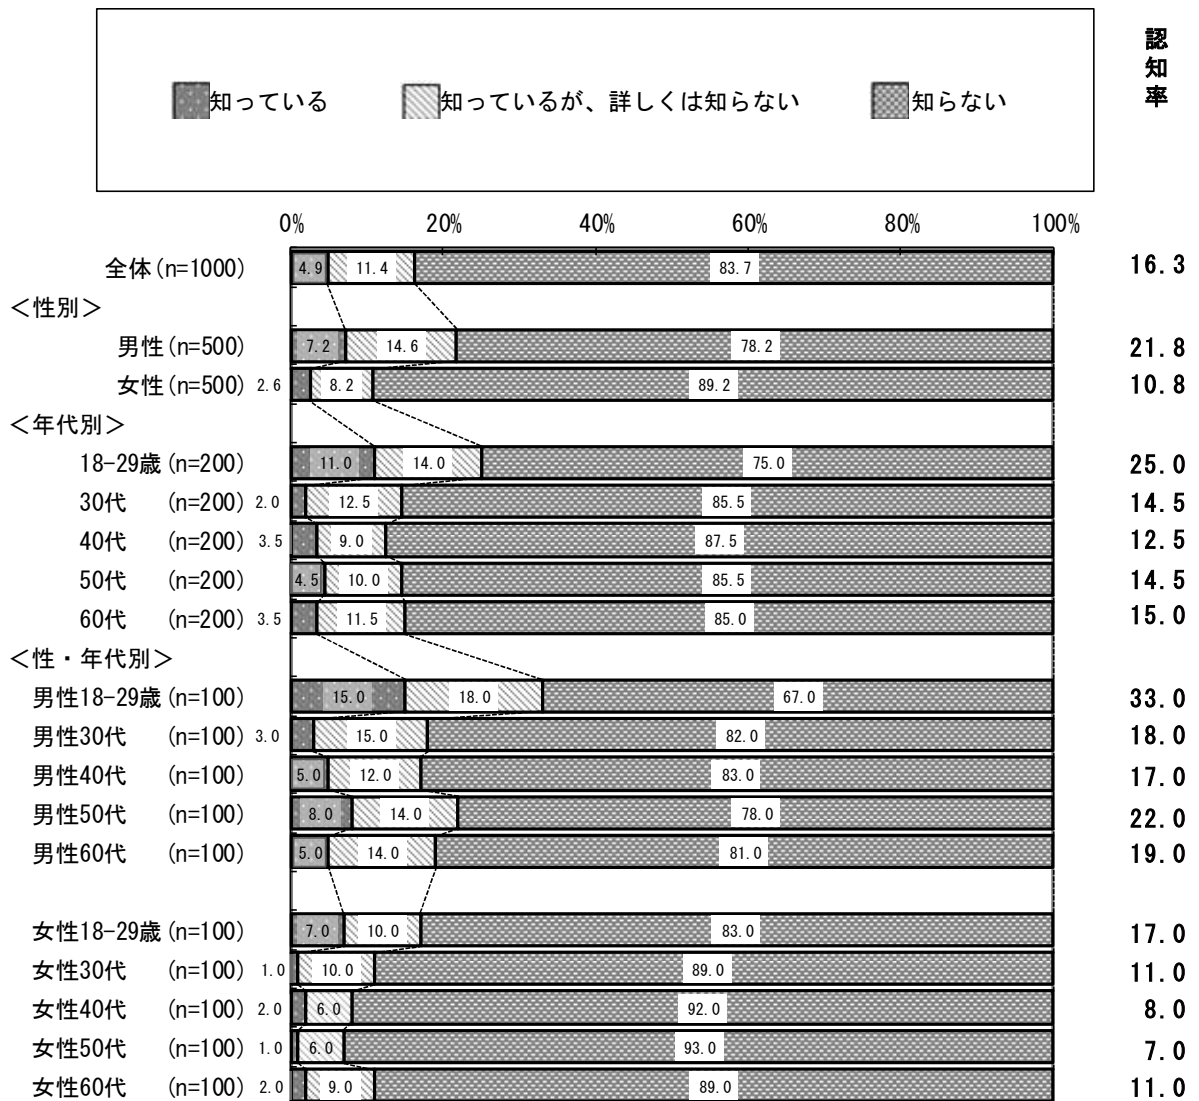 認知率
知っている 知っているが、詳しくは知らない 知らない
0% 20% 40% 60% 80% 100%
全体(n=1000) 4.9 11.4 83.7 16.3
＜性別＞
男性(n=500) 7.2 14.6 78.2 21.8
女性(n=500) 2.6 8.2 89.2 10.8
＜年代別＞
18-29歳(n=200) 11.0 14.0 75.0 25.0
30代 (n=200) 2.0 12.5 85.5 14.5
40代 (n=200) 3.5 9.0 87.5 12.5
50代 (n=200) 4.5 10.0 85.5 14.5
60代 (n=200) 3.5 11.5 85.0 15.0
＜性・年代別＞
男性18-29歳(n=100) 15.0 18.0 67.0 33.0
男性30代 (n=100) 3.0 15.0 82.0 18.0
男性40代 (n=100) 5.0 12.0 83.0 17.0
男性50代 (n=100) 8.0 14.0 78.0 22.0
男性60代 (n=100) 5.0 14.0 81.0 19.0
女性18-29歳(n=100) 7.0 10.0 83.0 17.0
女性30代 (n=100) 1.0 10.0 89.0 11.0
女性40代 (n=100) 2.0 6.0 92.0 8.0
女性50代 (n=100) 1.0 6.0 93.0 7.0
女性60代 (n=100) 2.0 9.0 89.0 11.0